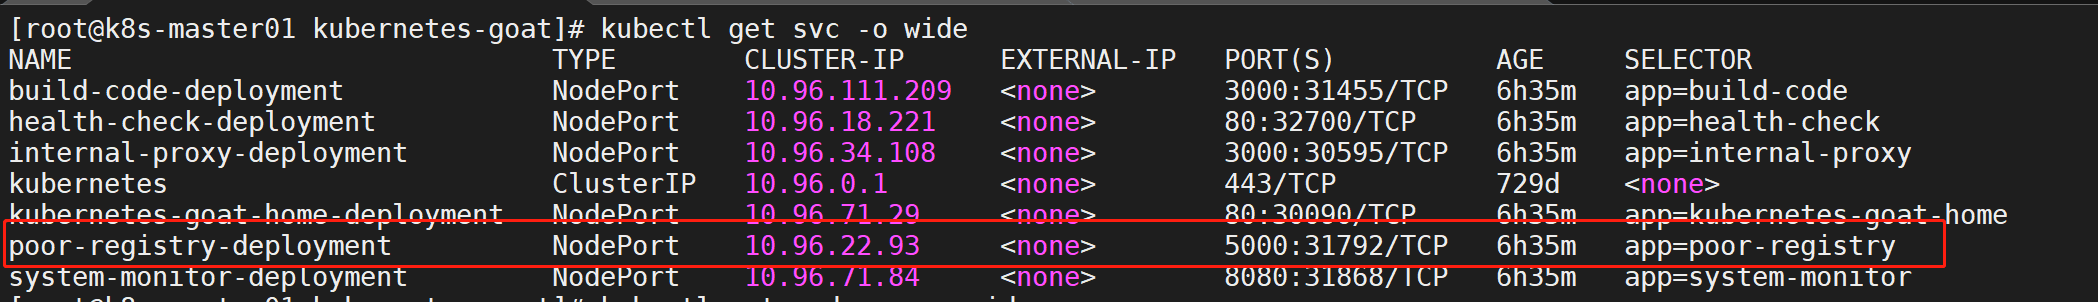 [root@k8s-master01 kubernetes-goat]# kubectl get svc -o wide
NAME TYPE CLUSTER-IP EXTERNAL-IP PORT(S) AGE SELECTOR
build-code-deployment NodePort 10.96.111.209 <none> 3000:31455/TCP 6h35m app=build-code
health-check-deployment NodePort 10.96.18.221 <none> 80:32700/TCP 6h35m app=health-check
internal-proxy-deployment NodePort 10.96.34.108 <none> 3000:30595/TCP 6h35m app=internal-proxy
kubernetes ClusterIP 10.96.0.1 <none> 443/TCP 729d <none>
kubernetes-goat-home-deployment NodePort 10.96.71.29 <none> 80:30090/TCP 6h35m app=kubernetes-goat-home
poor-registry-deployment NodePort 10.96.22.93 <none> 5000:31792/TCP 6h35m app=poor-registry
system-monitor-deployment NodePort 10.96.71.84 <none> 8080:31868/TCP 6h35m app=system-monitor